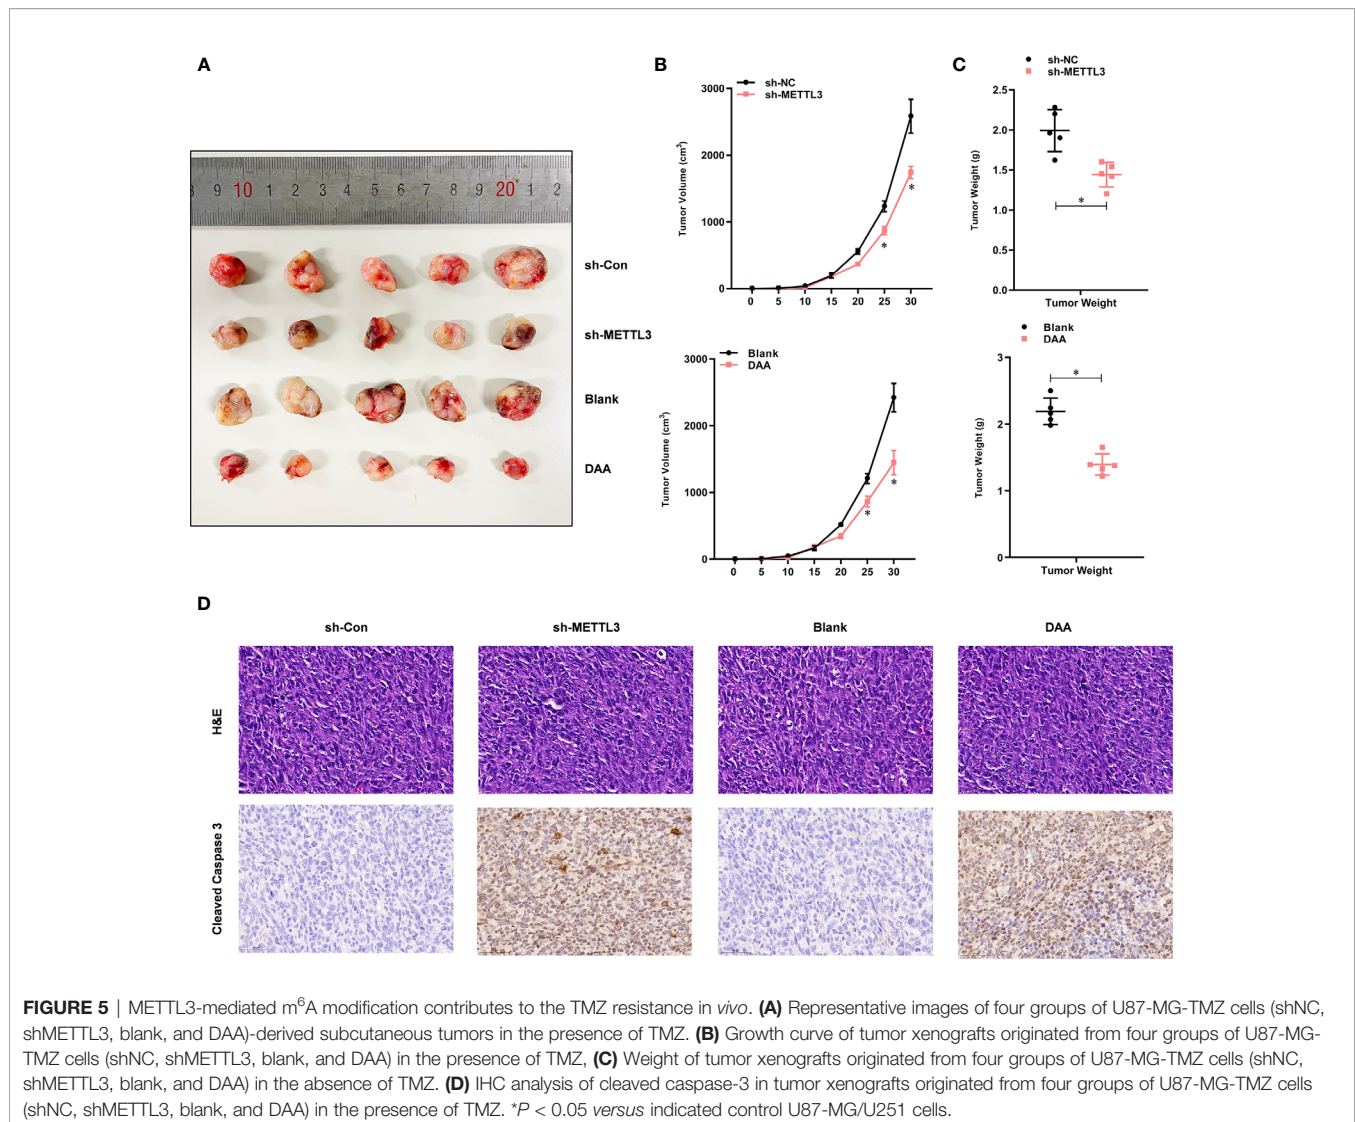 A
8 9 10 1 2 3 4 5 6 7 8 9 20 1 2
sh-Con
sh-METTL3
Blank
DAA
B
sh-NC
sh-METTL3
3000
2000
1000
0
Tumor Volume (cm³)
*
*
0 5 10 15 20 25 30
Blank
DAA
3000
2000
1000
0
Tumor Volume (cm³)
*
*
0 5 10 15 20 25 30
C
sh-NC
sh-METTL3
2.5
2.0
1.5
1.0
0.5
0.0
Tumor Weight (g)
*
Tumor Weight
Blank
DAA
3
2
1
0
Tumor Weight (g)
*
Tumor Weight
D
sh-Con sh-METTL3 Blank DAA
H&E
Cleaved Caspase 3
FIGURE 5 | METTL3-mediated m⁶A modification contributes to the TMZ resistance in vivo. (A) Representative images of four groups of U87-MG-TMZ cells (shNC,
shMETTL3, blank, and DAA)-derived subcutaneous tumors in the presence of TMZ. (B) Growth curve of tumor xenografts originated from four groups of U87-MG-
TMZ cells (shNC, shMETTL3, blank, and DAA) in the presence of TMZ, (C) Weight of tumor xenografts originated from four groups of U87-MG-TMZ cells (shNC,
shMETTL3, blank, and DAA) in the absence of TMZ. (D) IHC analysis of cleaved caspase-3 in tumor xenografts originated from four groups of U87-MG-TMZ cells
(shNC, shMETTL3, blank, and DAA) in the presence of TMZ. *P < 0.05 versus indicated control U87-MG/U251 cells.